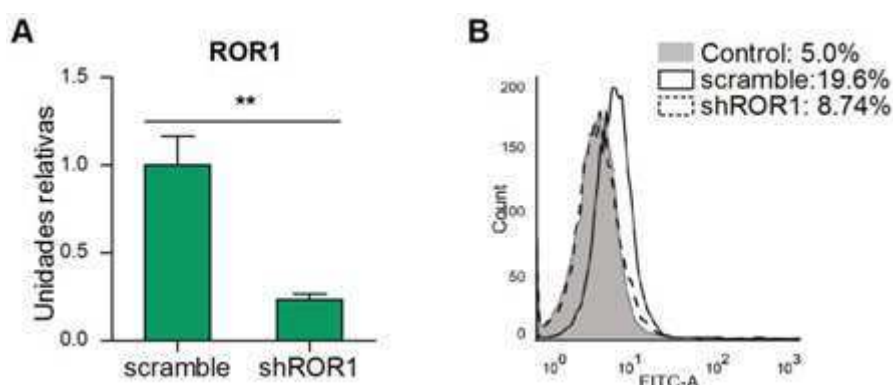 A
ROR1
Unidades relativas
1.5
1.0
0.5
0.0
**
scramble
shROR1
B
Control: 5.0%
scramble:19.6%
shROR1: 8.74%
Count
200
150
100
50
0
10⁰
10¹
10²
10³
FITC-A